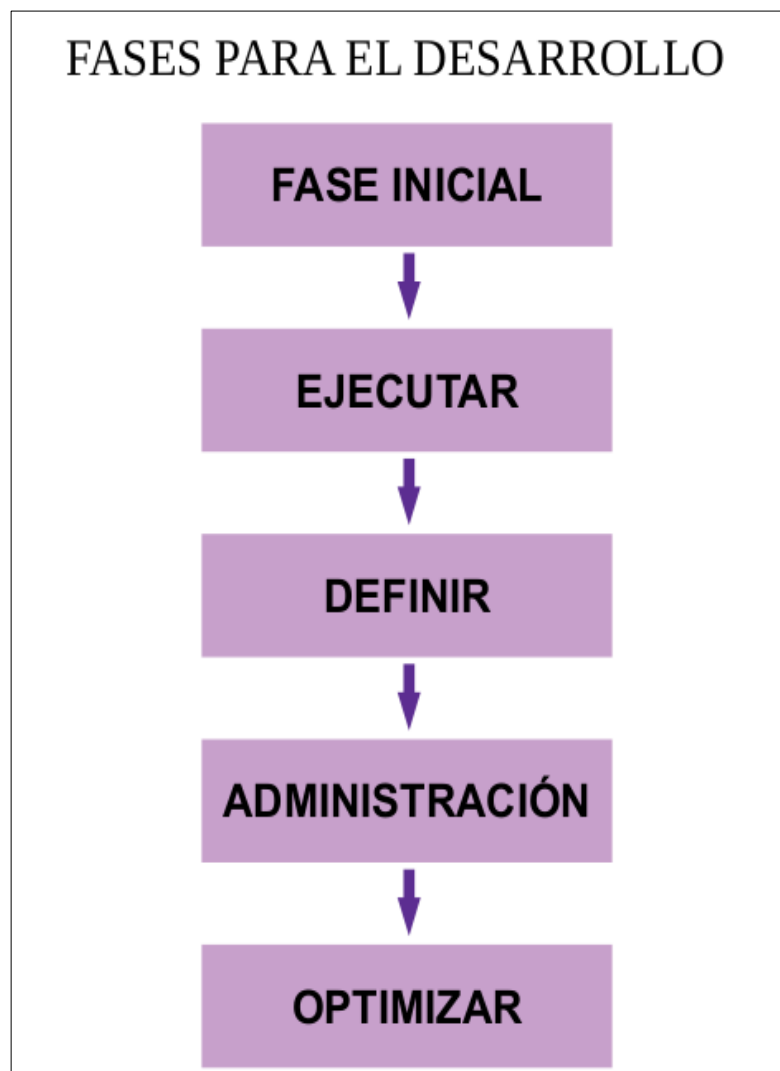 FASES PARA EL DESARROLLO
FASE INICIAL
EJECUTAR
DEFINIR
ADMINISTRACIÓN
OPTIMIZAR